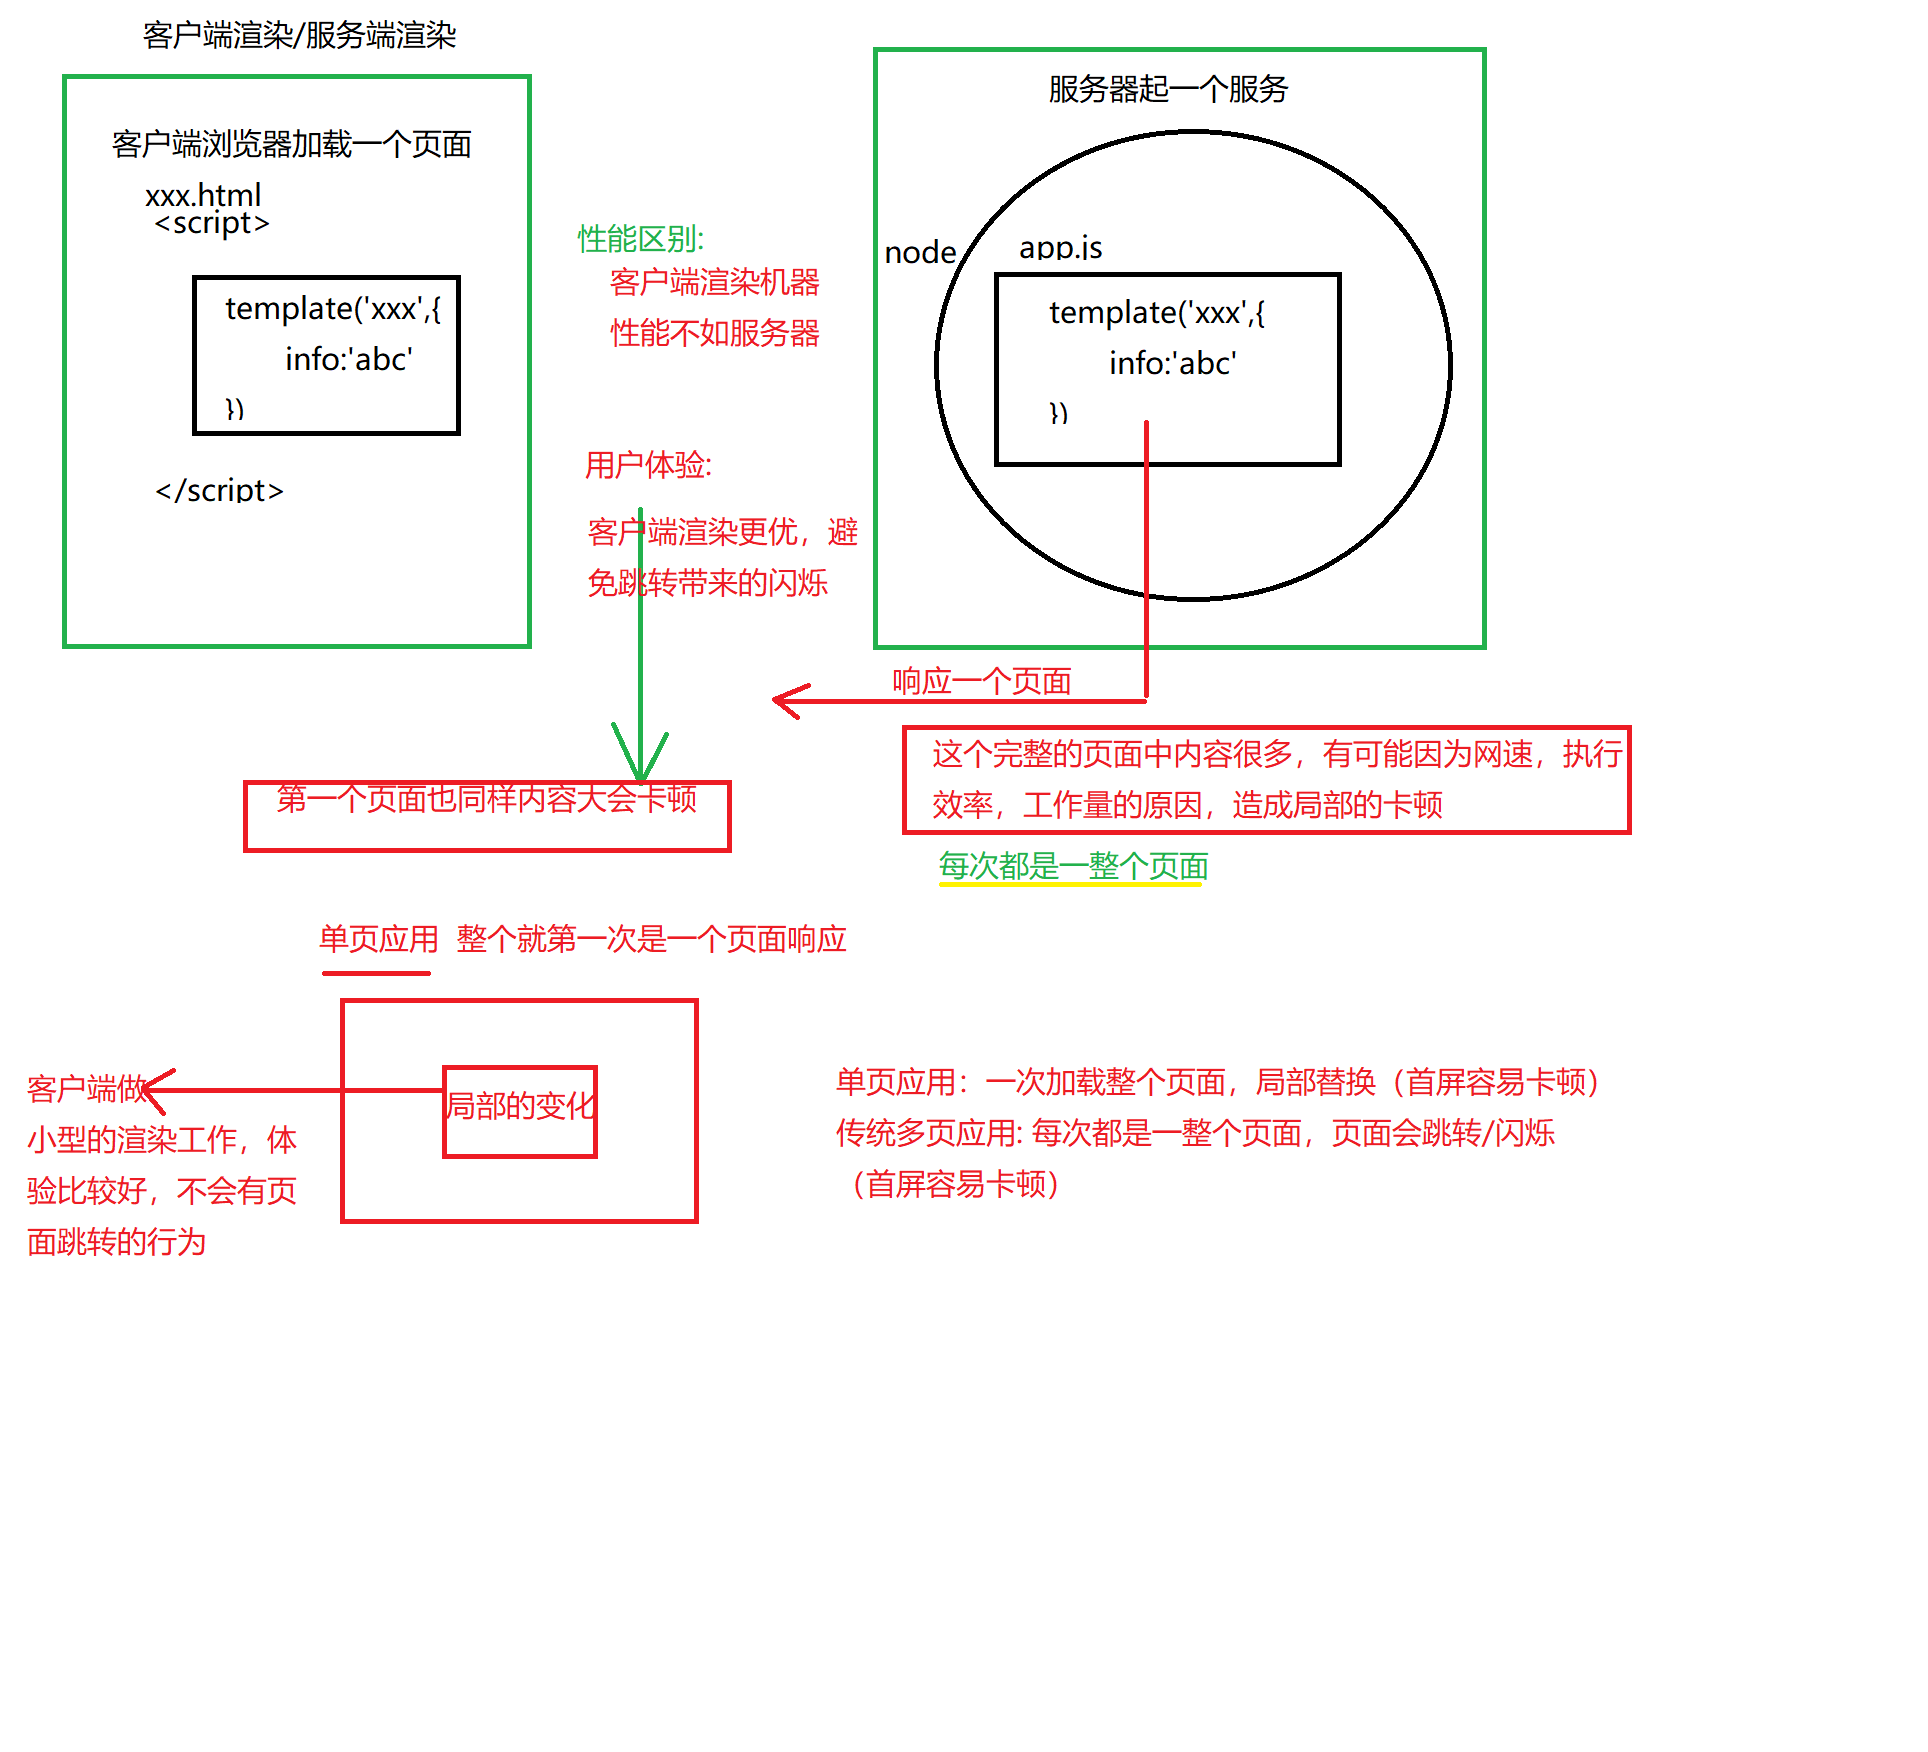 客户端渲染/服务端渲染
客户端浏览器加载一个页面
xxx.html
<script>
template('xxx',{
info:'abc'
})
</script>
性能区别:
客户端渲染机器
性能不如服务器
用户体验:
客户端渲染更优，避
免跳转带来的闪烁
服务器起一个服务
node
app.js
template('xxx',{
info:'abc'
})
响应一个页面
这个完整的页面中内容很多，有可能因为网速，执行
效率，工作量的原因，造成局部的卡顿
每次都是一整个页面
第一个页面也同样内容大会卡顿
单页应用 整个就第一次是一个页面响应
局部的变化
客户端做
小型的渲染工作，体
验比较好，不会有页
面跳转的行为
单页应用：一次加载整个页面，局部替换（首屏容易卡顿）
传统多页应用: 每次都是一整个页面，页面会跳转/闪烁
（首屏容易卡顿）